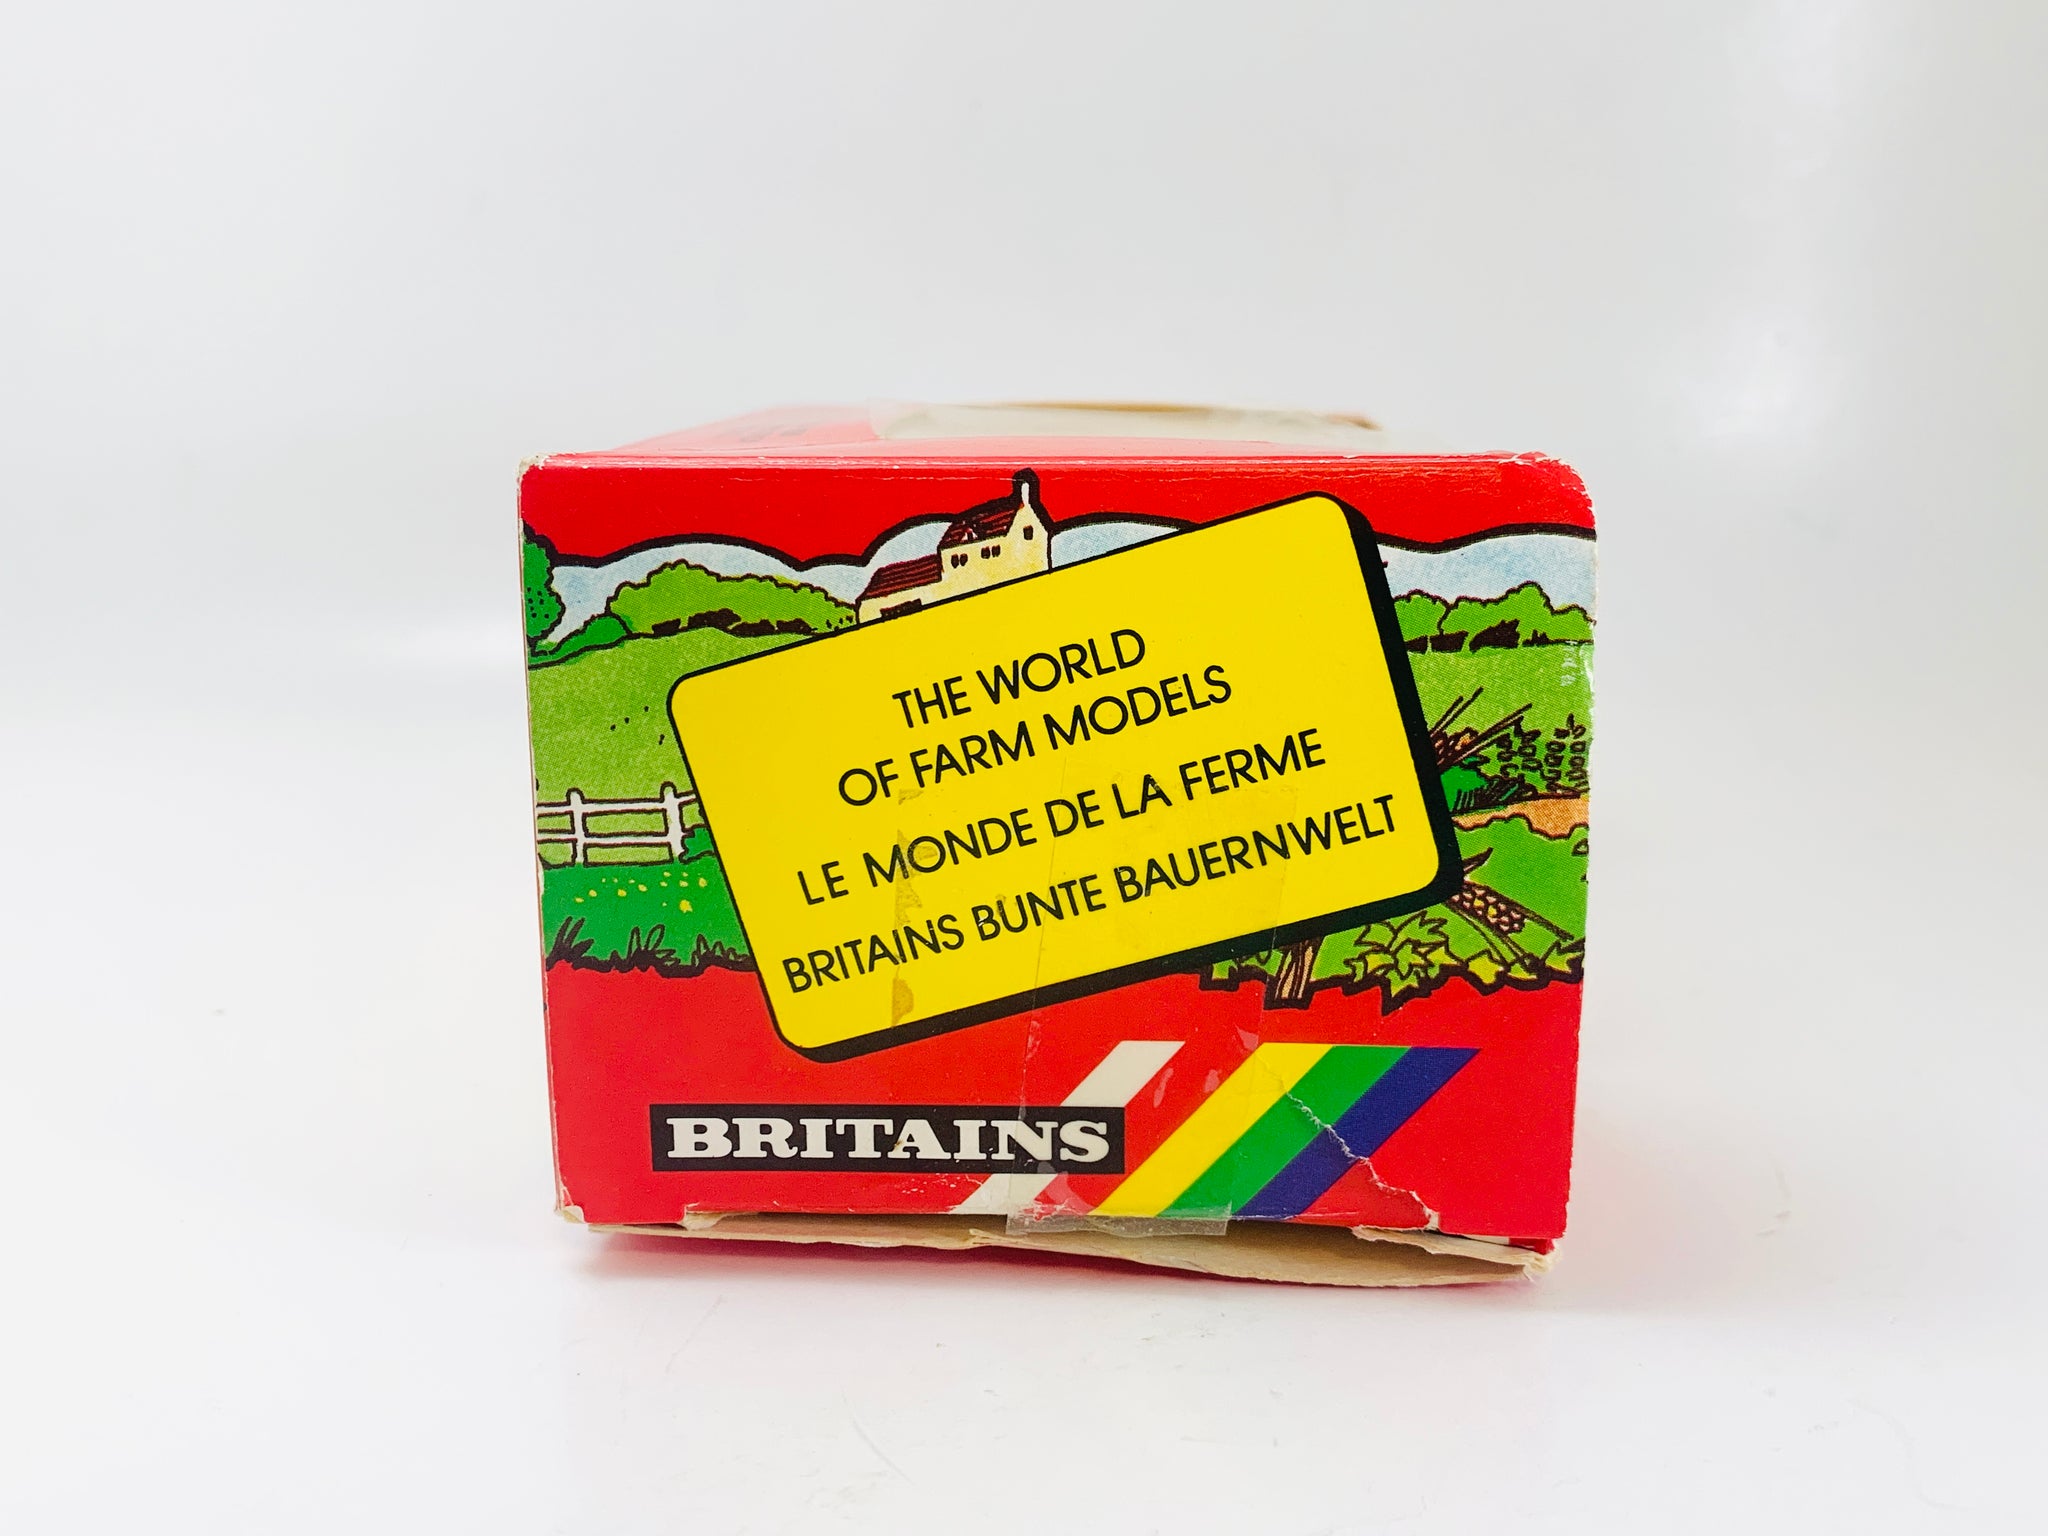 THE WORLD
OF FARM MODELS
LE MONDE DE LA FERME
BRITAINS BUNTE BAUERNWELT
BRITAINS